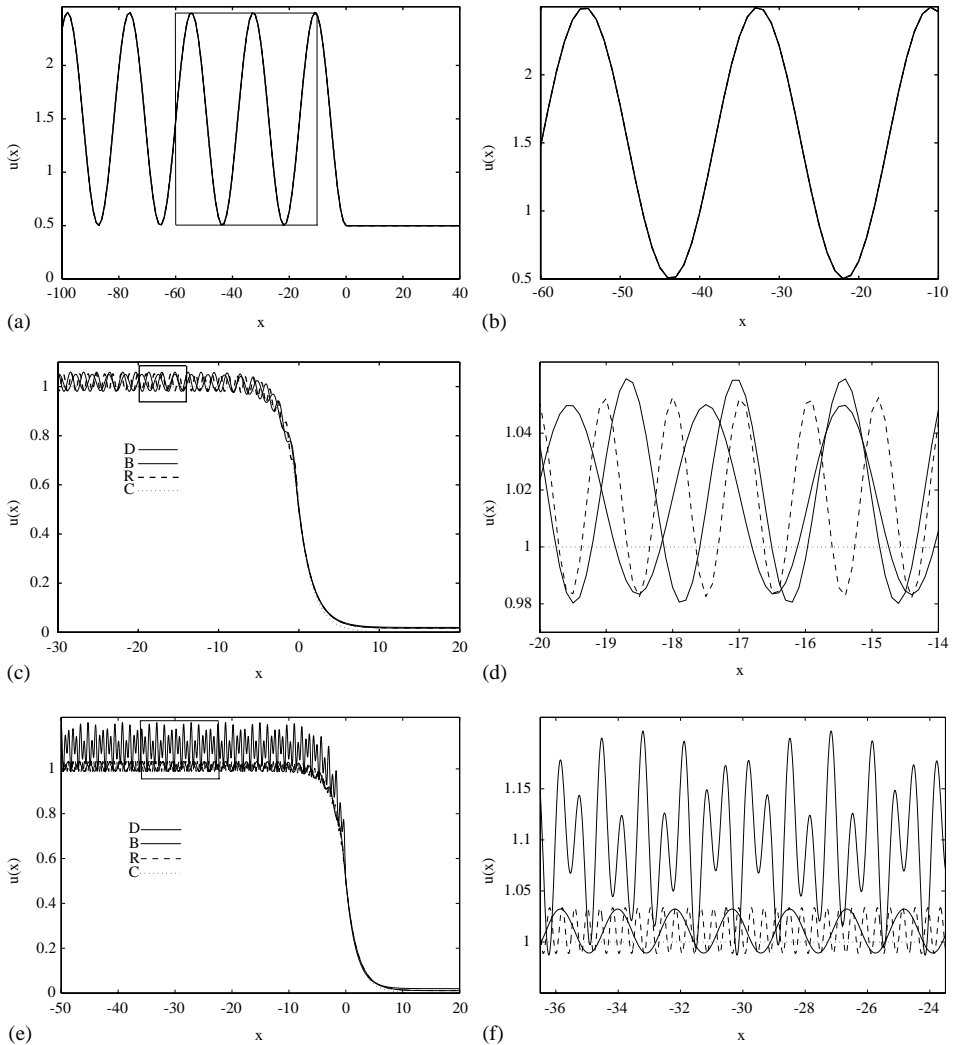 2
1.5
1
0.5
0
u(x)
-100 -80 -60 -40 -20 0 20 40
x
(a)
2.5
2
1.5
1
0.5
u(x)
-60 -50 -40 -30 -20 -10
x
(b)
1
0.8
0.6
0.4
0.2
0
u(x)
D
B
R
C
-30 -20 -10 0 10 20
x
(c)
1.04
1.02
1
0.98
u(x)
-20 -19 -18 -17 -16 -15 -14
x
(d)
1
0.8
0.6
0.4
0.2
0
u(x)
D
B
R
C
-50 -40 -30 -20 -10 0 10 20
x
(e)
1.15
1.1
1.05
1
u(x)
-36 -34 -32 -30 -28 -26 -24
x
(f)